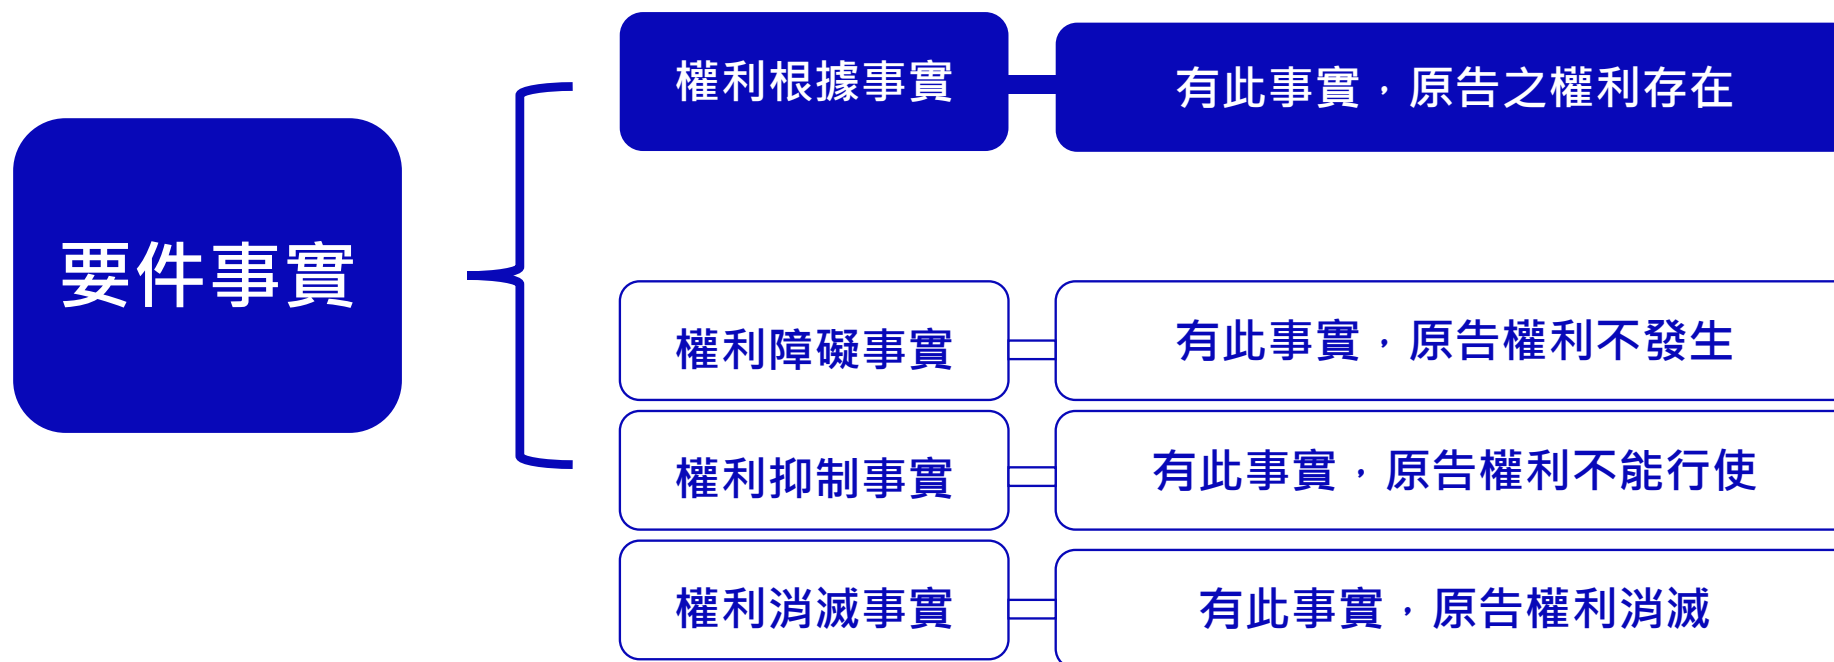 要件事實
權利根據事實
有此事實，原告之權利存在
權利障礙事實
有此事實，原告權利不發生
權利抑制事實
有此事實，原告權利不能行使
權利消滅事實
有此事實，原告權利消滅